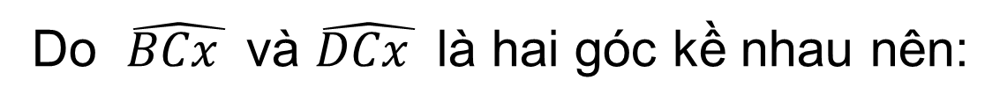 Do $\widehat{BCx}$ và $\widehat{DCx}$ là hai góc kề nhau nên: